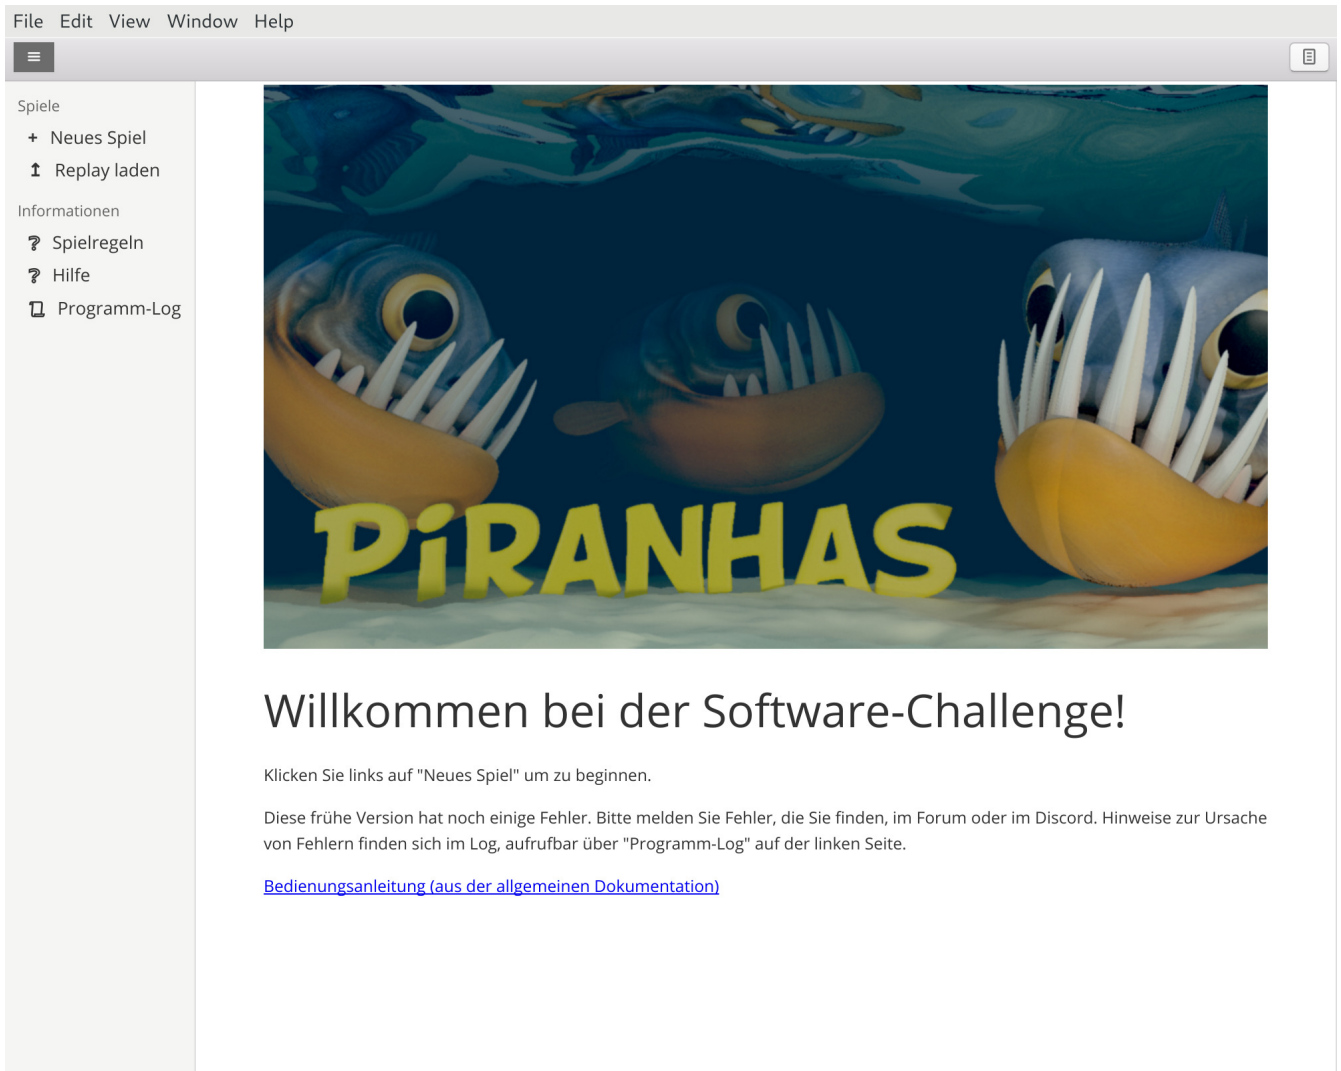 File Edit View Window Help
Spiele
+ Neues Spiel
Replay laden
Informationen
? Spielregeln
? Hilfe
Programm-Log
PiRANHAS
Willkommen bei der Software-Challenge!
Klicken Sie links auf "Neues Spiel" um zu beginnen.
Diese frühe Version hat noch einige Fehler. Bitte melden Sie Fehler, die Sie finden, im Forum oder im Discord. Hinweise zur Ursache
von Fehlern finden sich im Log, aufrufbar über "Programm-Log" auf der linken Seite.
Bedienungsanleitung (aus der allgemeinen Dokumentation)